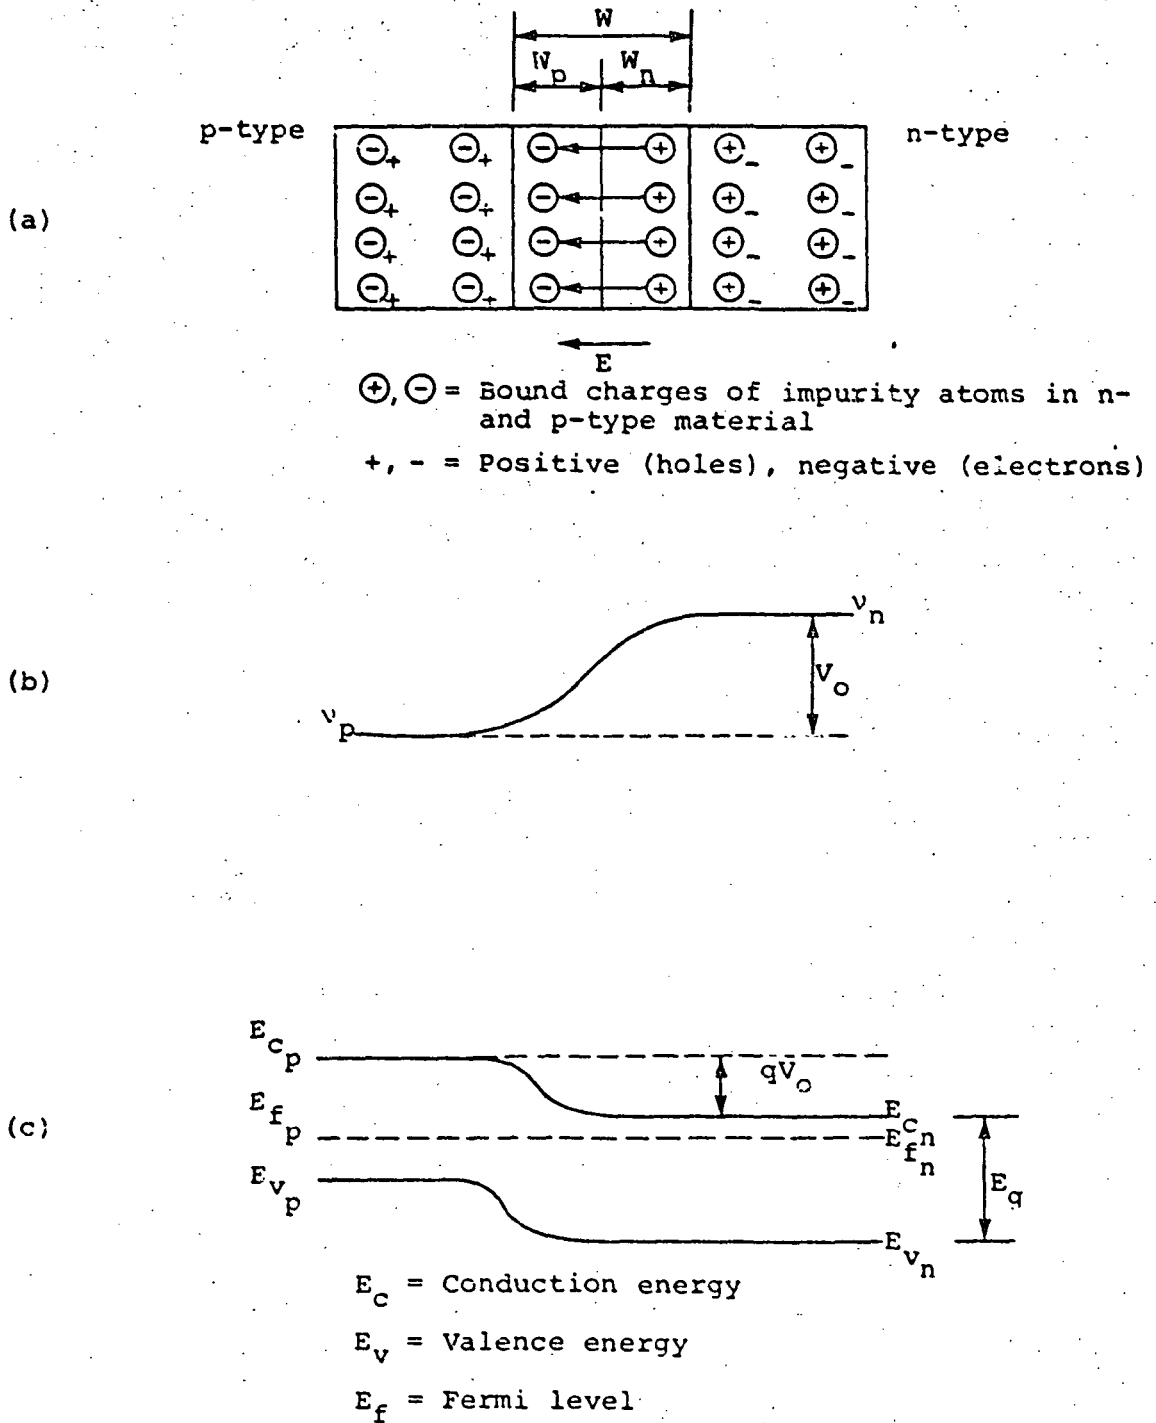 W
W_p W_n
p-type n-type
(a)
E
⊕,⊖ = Bound charges of impurity atoms in n-
and p-type material
+,- = Positive (holes), negative (electrons)
ν_n
(b)
V_o
ν_p
E_c_p
qV_o
E_f_p
E_c_n
(c)
E_f_n
E_v_p
E_q
E_v_n
E_c = Conduction energy
E_v = Valence energy
E_f = Fermi level